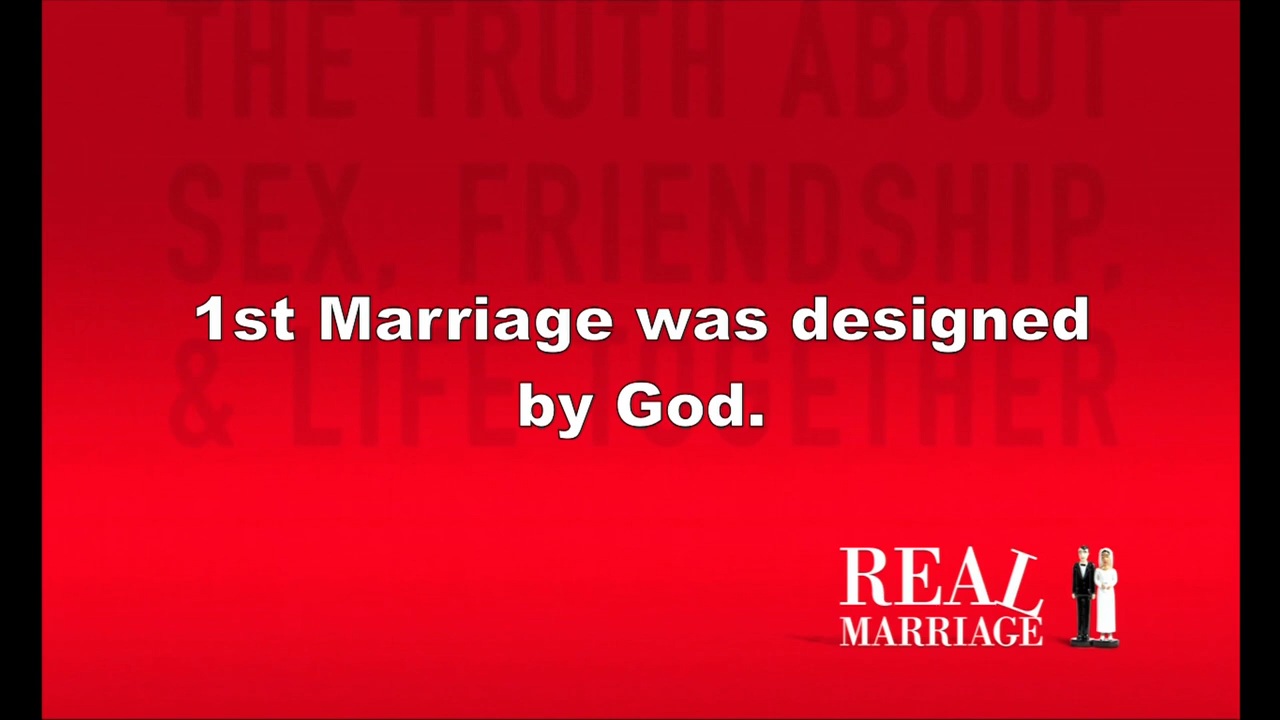 THE TRUTH ABOUT
SEX, FRIENDSHIP,
& LIFE TOGETHER
1st Marriage was designed
by God.
REAL
MARRIAGE